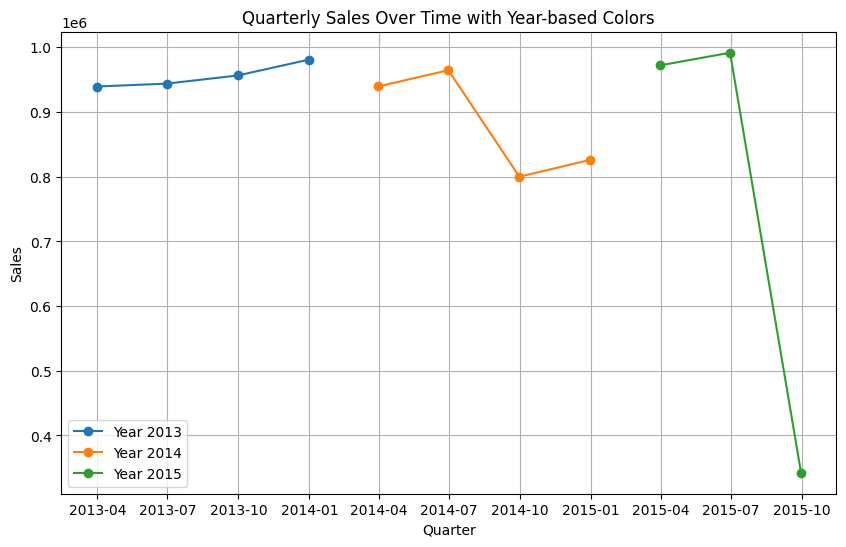 Quarterly Sales Over Time with Year-based Colors
1e6
1.0
0.9
0.8
0.7
0.6
0.5
0.4
Sales
Year 2013
Year 2014
Year 2015
2013-04 2013-07 2013-10 2014-01 2014-04 2014-07 2014-10 2015-01 2015-04 2015-07 2015-10
Quarter